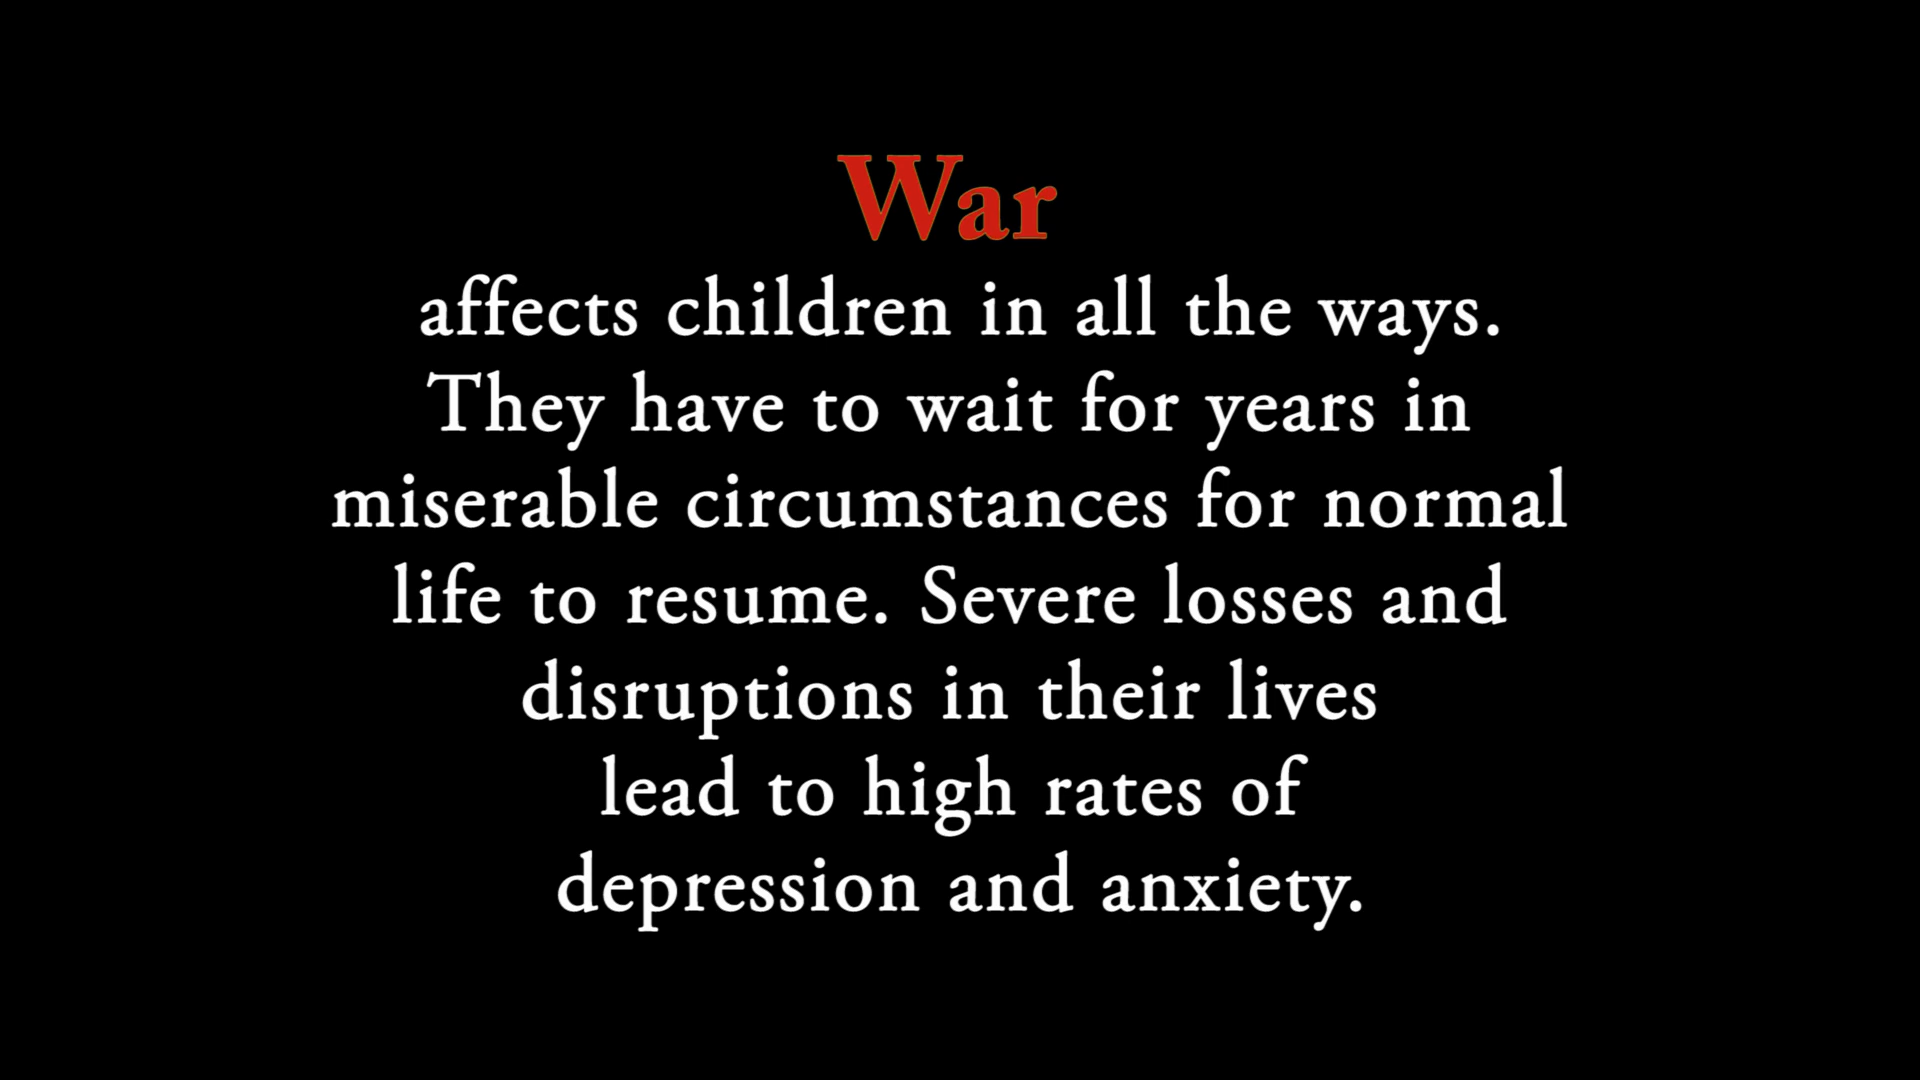 War
affects children in all the ways.
They have to wait for years in
miserable circumstances for normal
life to resume. Severe losses and
disruptions in their lives
lead to high rates of
depression and anxiety.